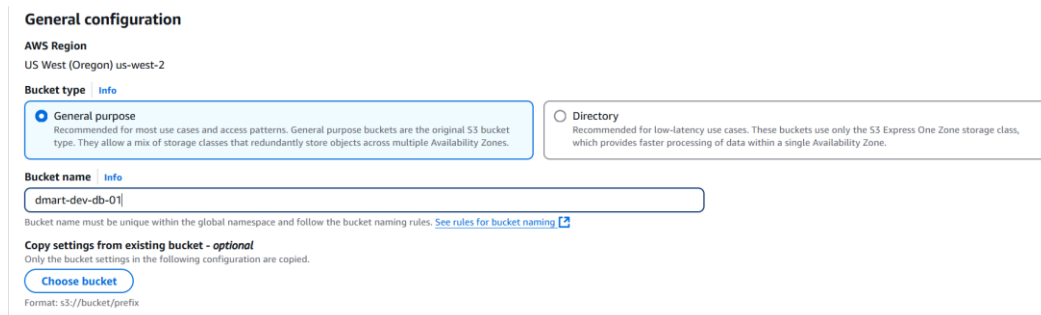 General configuration
AWS Region
US West (Oregon) us-west-2
Bucket type Info
General purpose
Recommended for most use cases and access patterns. General purpose buckets are the original S3 bucket
type. They allow a mix of storage classes that redundantly store objects across multiple Availability Zones.
Directory
Recommended for low-latency use cases. These buckets use only the S3 Express One Zone storage class,
which provides faster processing of data within a single Availability Zone.
Bucket name Info
dmart-dev-db-01
Bucket name must be unique within the global namespace and follow the bucket naming rules. See rules for bucket naming
Copy settings from existing bucket - optional
Only the bucket settings in the following configuration are copied.
Choose bucket
Format: s3://bucket/prefix